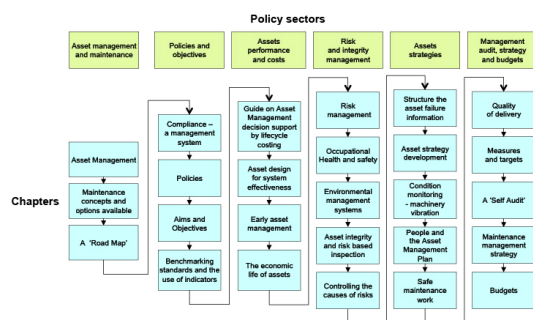 Policy sectors
Asset management
and maintenance
Policies and
objectives
Assets
performance
and costs
Risk
and integrity
management
Assets
strategies
Management
audit, strategy
and budgets
Chapters
Asset Management
Maintenance
concepts and
options available
A 'Road Map'
Compliance –
a management
system
Policies
Aims and
Objectives
Benchmarking
standards and the
use of indicators
Guide on Asset
Management
decision support
by lifecycle
costing
Asset design
for system
effectiveness
Early asset
management
The economic
life of assets
Risk
management
Occupational
Health and safety
Environmental
management
systems
Asset integrity
and risk based
inspection
Controlling the
causes of risks
Structure the
asset failure
information
Asset strategy
development
Condition
monitoring
- machinery
vibration
People and
the Asset
Management
Plan
Safe
maintenance
work
Quality
of delivery
Measures
and targets
A 'Self Audit'
Maintenance
management
strategy
Budgets